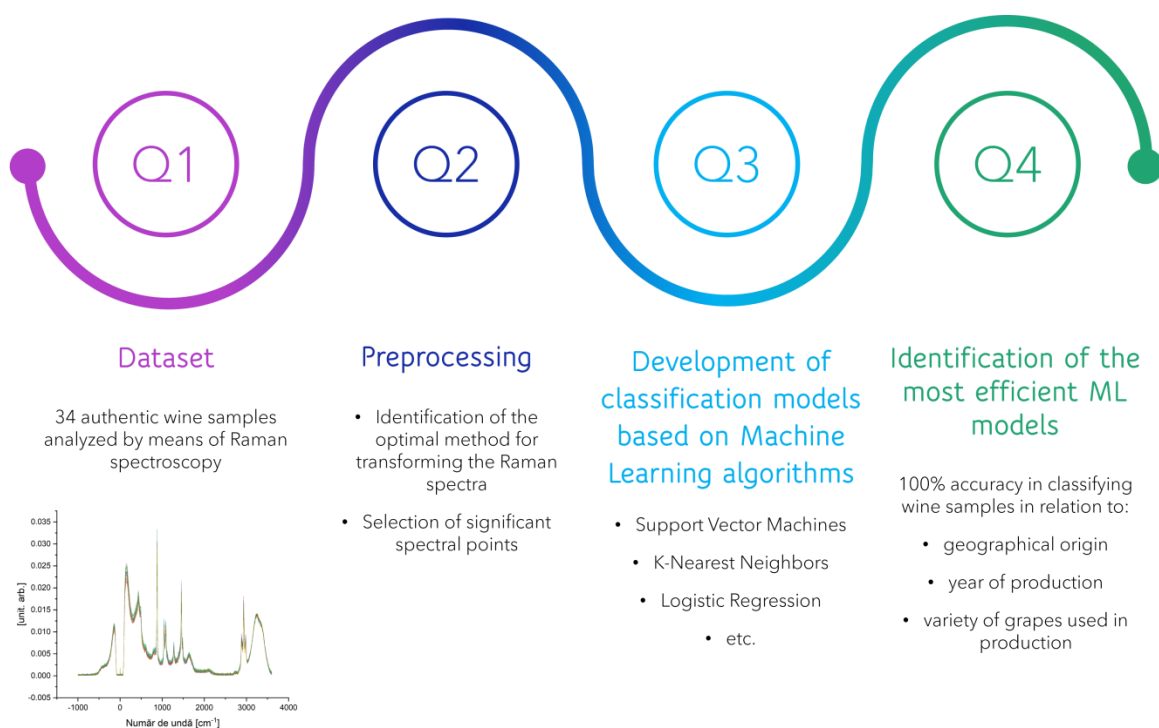 Q1
Q2
Q3
Q4
Dataset
34 authentic wine samples
analyzed by means of Raman
spectroscopy
0.035
0.030
0.025
0.020
0.015
0.010
0.005
0.000
-0.005
[unit. arb.]
-1000 0 1000 2000 3000 4000
Număr de undă [cm⁻¹]
Preprocessing
• Identification of the
optimal method for
transforming the Raman
spectra
• Selection of significant
spectral points
Development of
classification models
based on Machine
Learning algorithms
• Support Vector Machines
• K-Nearest Neighbors
• Logistic Regression
• etc.
Identification of the
most efficient ML
models
100% accuracy in classifying
wine samples in relation to:
• geographical origin
• year of production
• variety of grapes used in
production